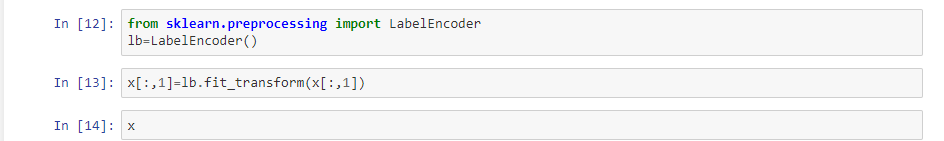 In [12]: from sklearn.preprocessing import LabelEncoder
lb=LabelEncoder()
In [13]: x[:,1]=lb.fit_transform(x[:,1])
In [14]: x